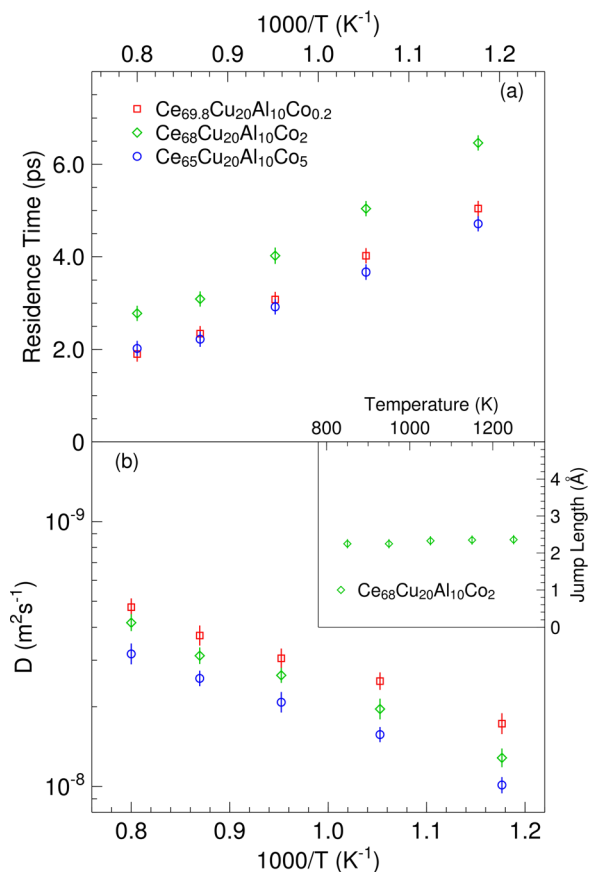 1000/T (K⁻¹)
0.8 0.9 1.0 1.1 1.2
(a)
Ce₆₉.₈Cu₂₀Al₁₀Co₀.₂
Ce₆₈Cu₂₀Al₁₀Co₂
Ce₆₅Cu₂₀Al₁₀Co₅
Residence Time (ps)
6.0
4.0
2.0
0
Temperature (K)
800 1000 1200
(b)
4
3
2
1
0
Jump Length (Å)
Ce₆₈Cu₂₀Al₁₀Co₂
D (m²s⁻¹)
10⁻⁹
10⁻⁸
0.8 0.9 1.0 1.1 1.2
1000/T (K⁻¹)